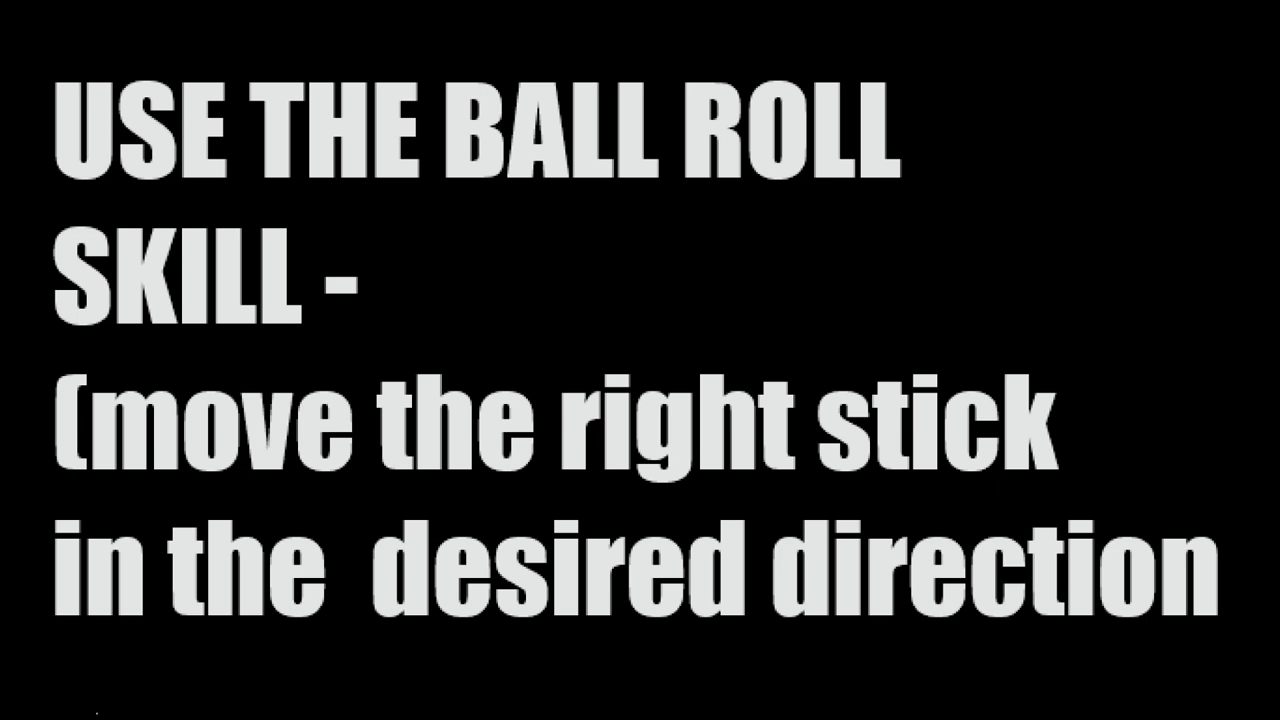 USE THE BALL ROLL
SKILL -
(move the right stick
in the  desired direction